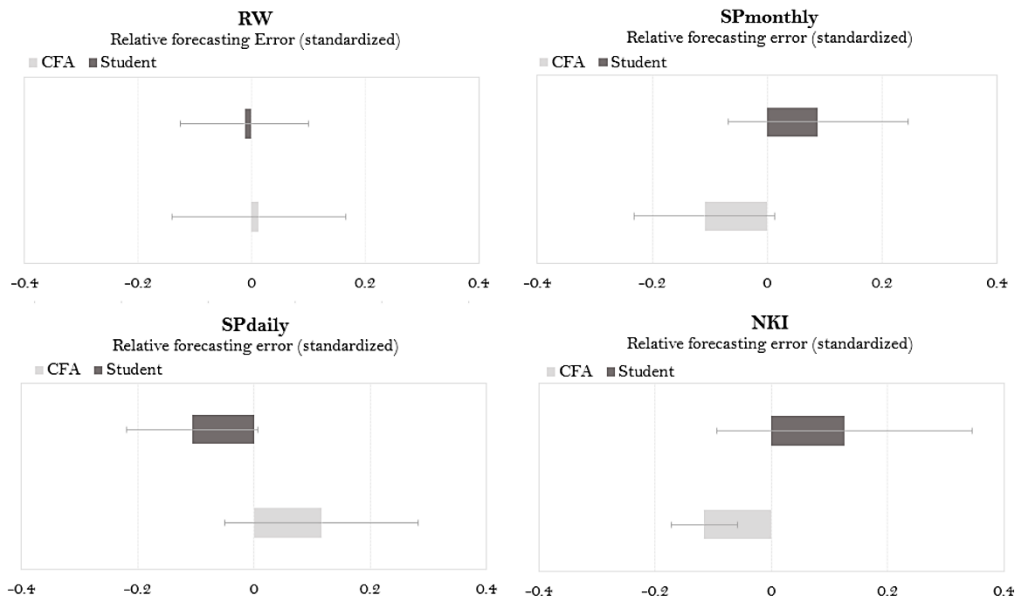 RW
Relative forecasting Error (standardized)
CFA Student
-0.4 -0.2 0 0.2 0.4
SPmonthly
Relative forecasting error (standardized)
CFA Student
-0.4 -0.2 0 0.2 0.4
SPdaily
Relative forecasting error (standardized)
CFA Student
-0.4 -0.2 0 0.2 0.4
NKI
Relative forecasting error (standardized)
CFA Student
-0.4 -0.2 0 0.2 0.4